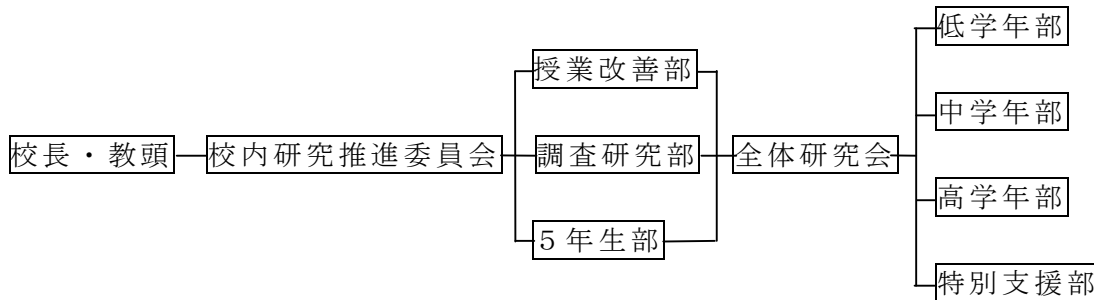 校長・教頭
校内研究推進委員会
授業改善部
調査研究部
５年生部
全体研究会
低学年部
中学年部
高学年部
特別支援部